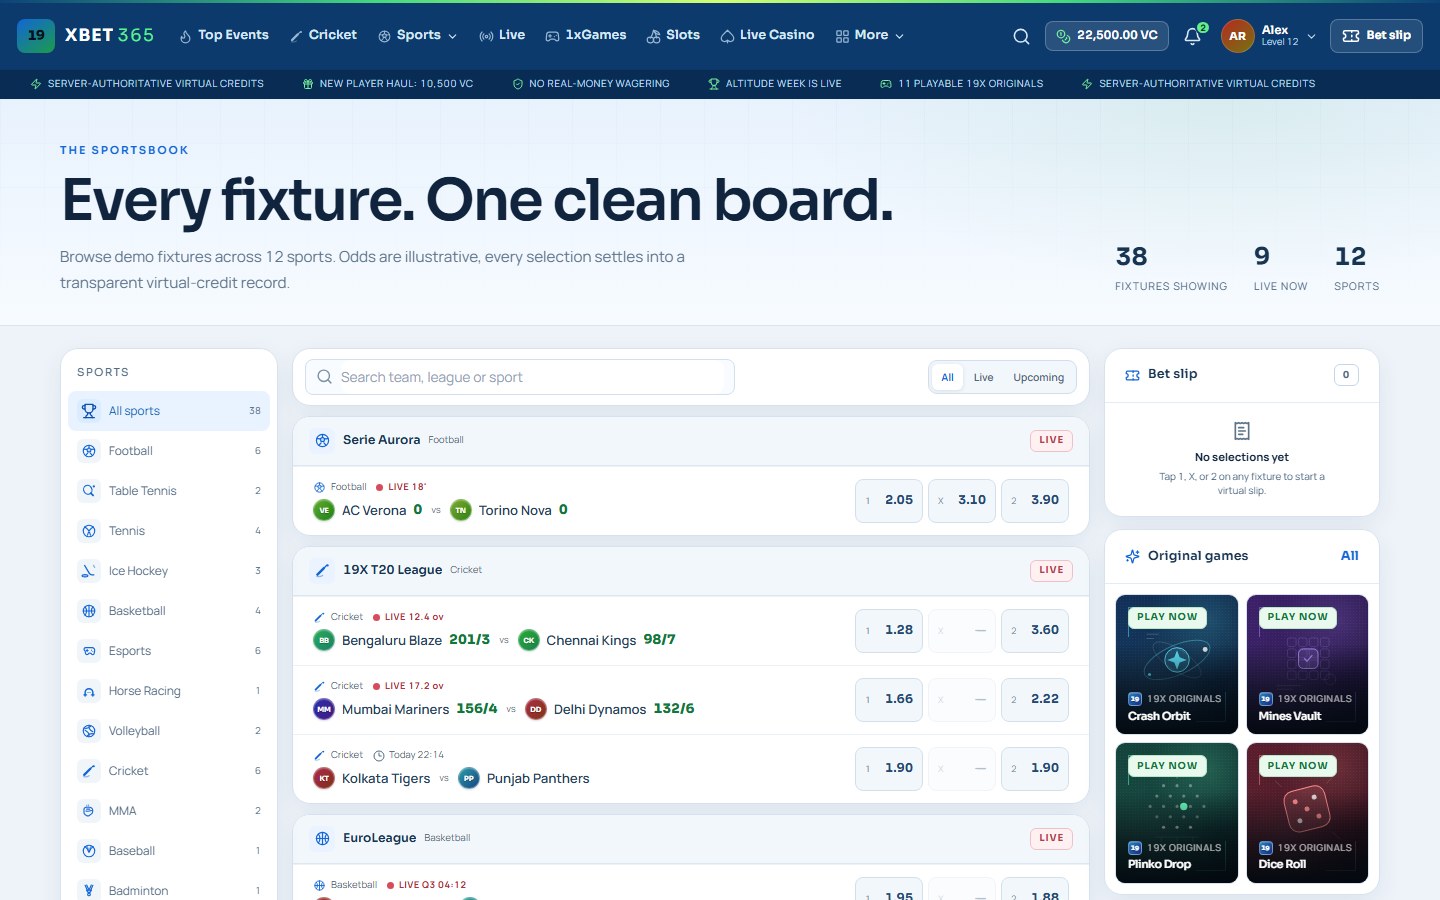 19 XBET 365 Top Events Cricket Sports Live 1xGames Slots Live Casino More 22,500.00 VC 2 AR Alex Level 12 Bet slip
SERVER-AUTHORITATIVE VIRTUAL CREDITS NEW PLAYER HAUL: 10,500 VC NO REAL-MONEY WAGERING ALTITUDE WEEK IS LIVE 11 PLAYABLE 19X ORIGINALS SERVER-AUTHORITATIVE VIRTUAL CREDITS
THE SPORTSBOOK
Every fixture. One clean board.
Browse demo fixtures across 12 sports. Odds are illustrative, every selection settles into a
transparent virtual-credit record.
38 9 12
FIXTURES SHOWING LIVE NOW SPORTS
SPORTS
All sports 38
Football 6
Table Tennis 2
Tennis 4
Ice Hockey 3
Basketball 4
Esports 6
Horse Racing 1
Volleyball 2
Cricket 6
MMA 2
Baseball 1
Badminton 1
Search team, league or sport All Live Upcoming
Serie Aurora Football LIVE
Football LIVE 18'
VE AC Verona 0 vs TN Torino Nova 0 1 2.05 X 3.10 2 3.90
19X T20 League Cricket LIVE
Cricket LIVE 12.4 ov
BB Bengaluru Blaze 201/3 vs CK Chennai Kings 98/7 1 1.28 X — 2 3.60
Cricket LIVE 17.2 ov
MM Mumbai Mariners 156/4 vs DD Delhi Dynamos 132/6 1 1.66 X — 2 2.22
Cricket Today 22:14
KT Kolkata Tigers vs PP Punjab Panthers 1 1.90 X — 2 1.90
EuroLeague Basketball LIVE
Basketball LIVE Q3 04:12
1 1.95 X — 2 1.88
Bet slip 0
No selections yet
Tap 1, X, or 2 on any fixture to start a
virtual slip.
Original games All
PLAY NOW
19 19X ORIGINALS
Crash Orbit
PLAY NOW
19 19X ORIGINALS
Mines Vault
PLAY NOW
19 19X ORIGINALS
Plinko Drop
PLAY NOW
19 19X ORIGINALS
Dice Roll